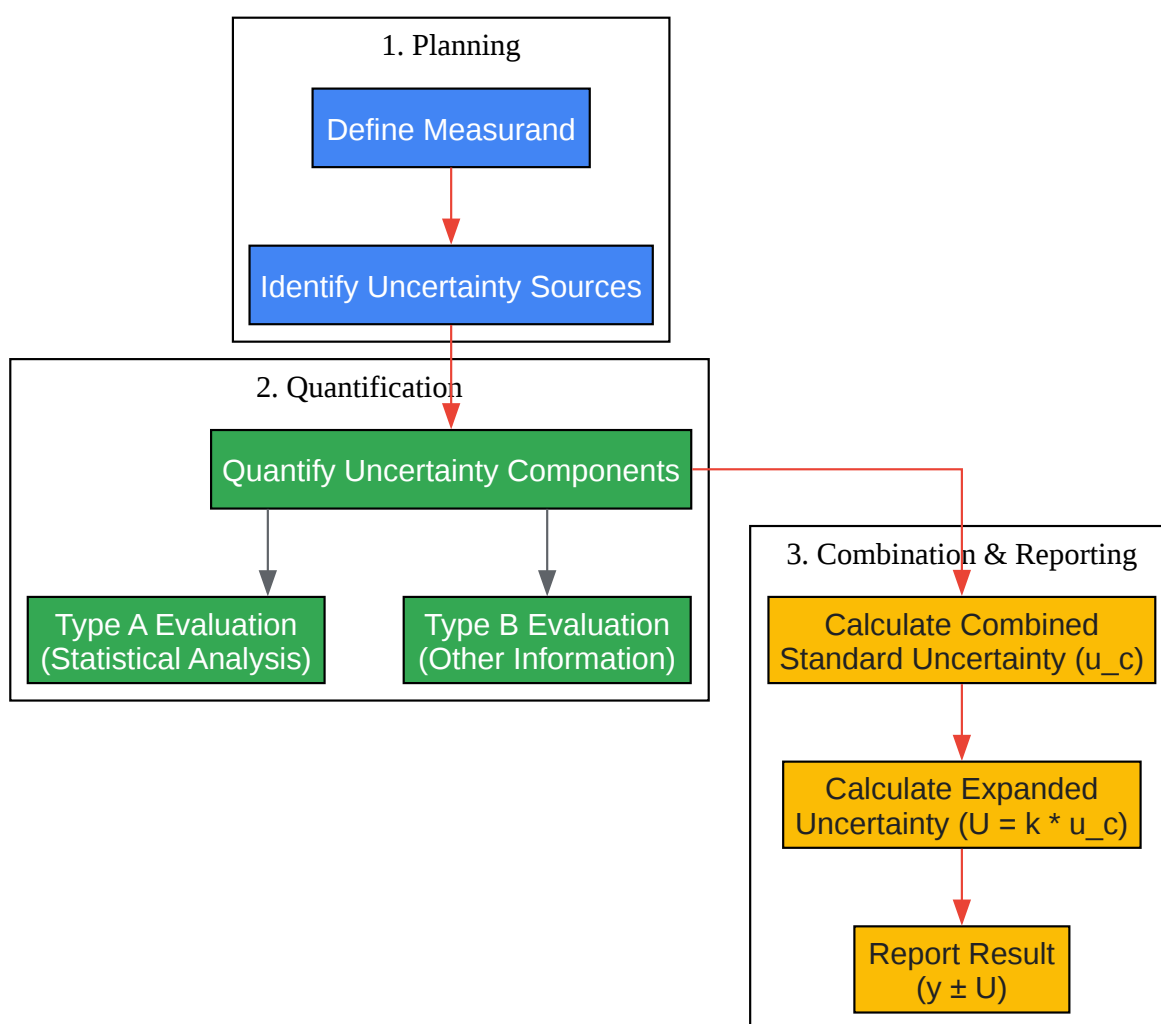 1. Planning
Define Measurand
Identify Uncertainty Sources
2. Quantification
Quantify Uncertainty Components
Type A Evaluation
(Statistical Analysis)
Type B Evaluation
(Other Information)
3. Combination & Reporting
Calculate Combined
Standard Uncertainty (u_c)
Calculate Expanded
Uncertainty (U = k * u_c)
Report Result
(y ± U)